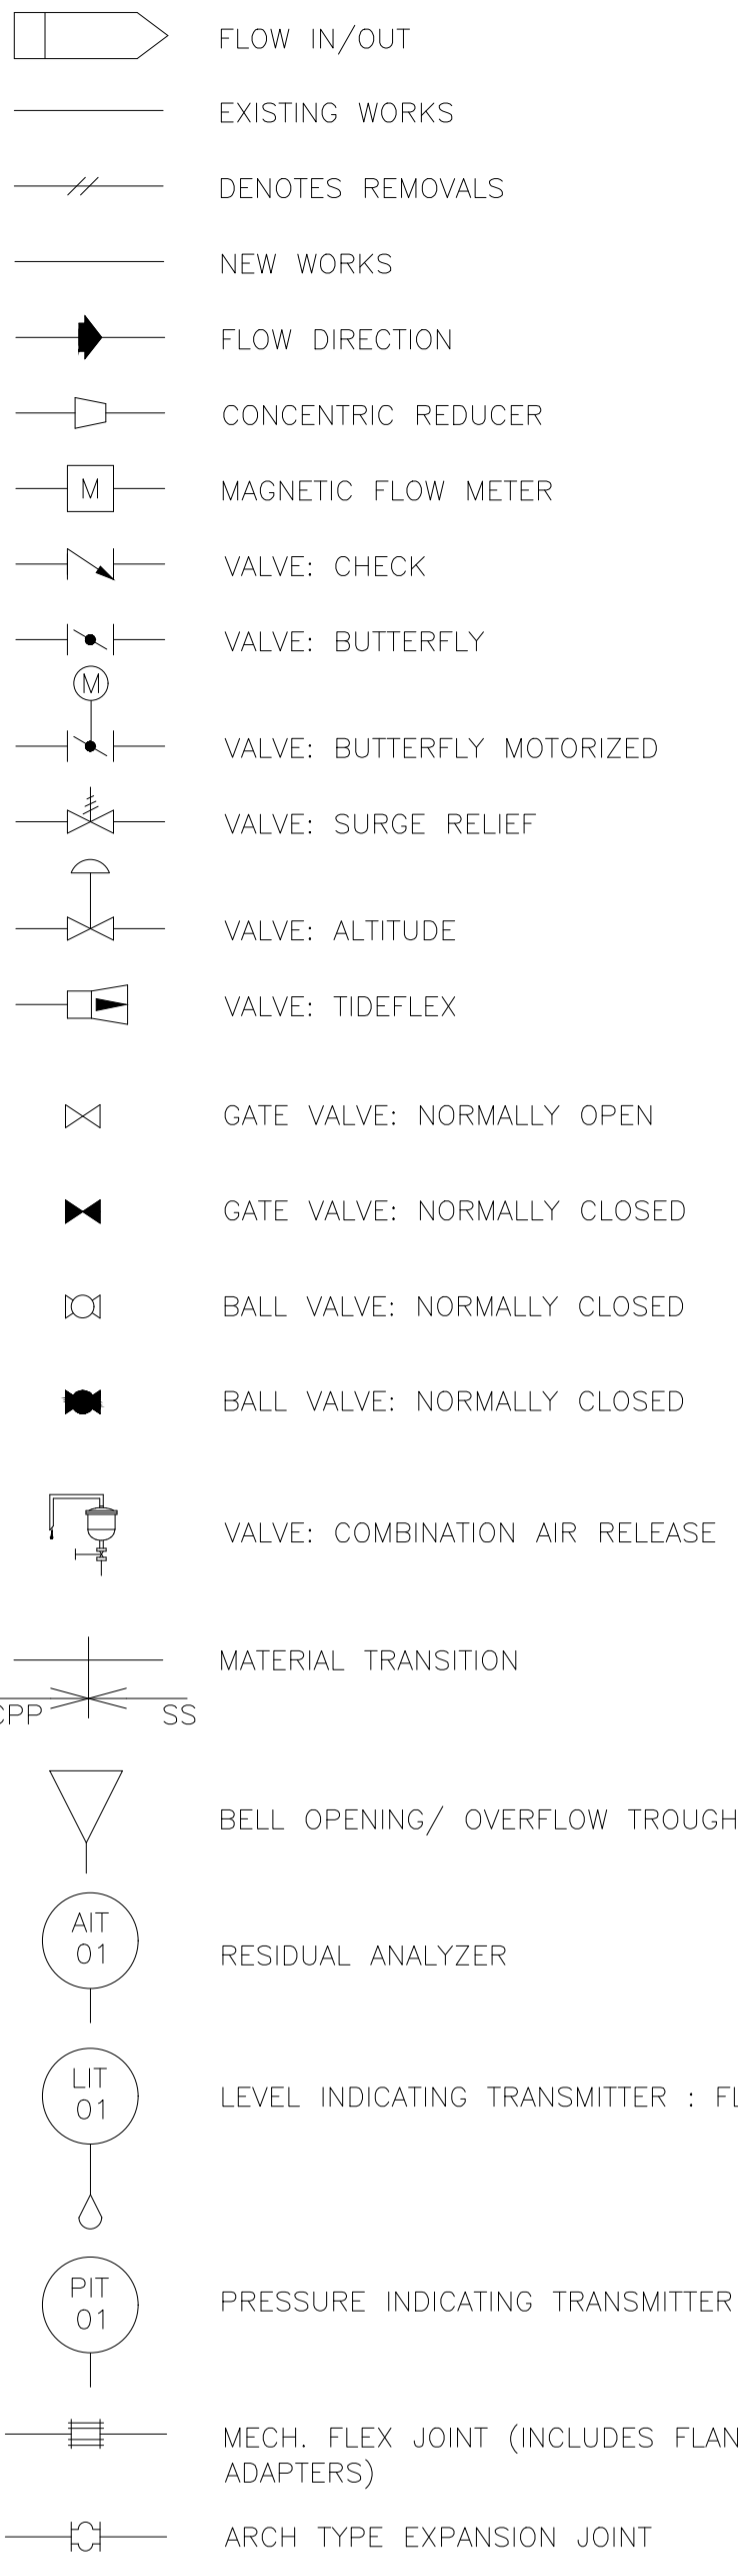 FLOW IN/OUT
EXISTING WORKS
DENOTES REMOVALS
NEW WORKS
FLOW DIRECTION
CONCENTRIC REDUCER
M MAGNETIC FLOW METER
VALVE: CHECK
VALVE: BUTTERFLY
M
VALVE: BUTTERFLY MOTORIZED
VALVE: SURGE RELIEF
VALVE: ALTITUDE
VALVE: TIDEFLEX
GATE VALVE: NORMALLY OPEN
GATE VALVE: NORMALLY CLOSED
BALL VALVE: NORMALLY CLOSED
BALL VALVE: NORMALLY CLOSED
VALVE: COMBINATION AIR RELEASE
MATERIAL TRANSITION
CPP SS
BELL OPENING/ OVERFLOW TROUGH
AIT
01
RESIDUAL ANALYZER
LIT
01
LEVEL INDICATING TRANSMITTER :
PIT
01
PRESSURE INDICATING TRANSMITTER
MECH. FLEX JOINT (INCLUDES
ADAPTERS)
ARCH TYPE EXPANSION JOINT